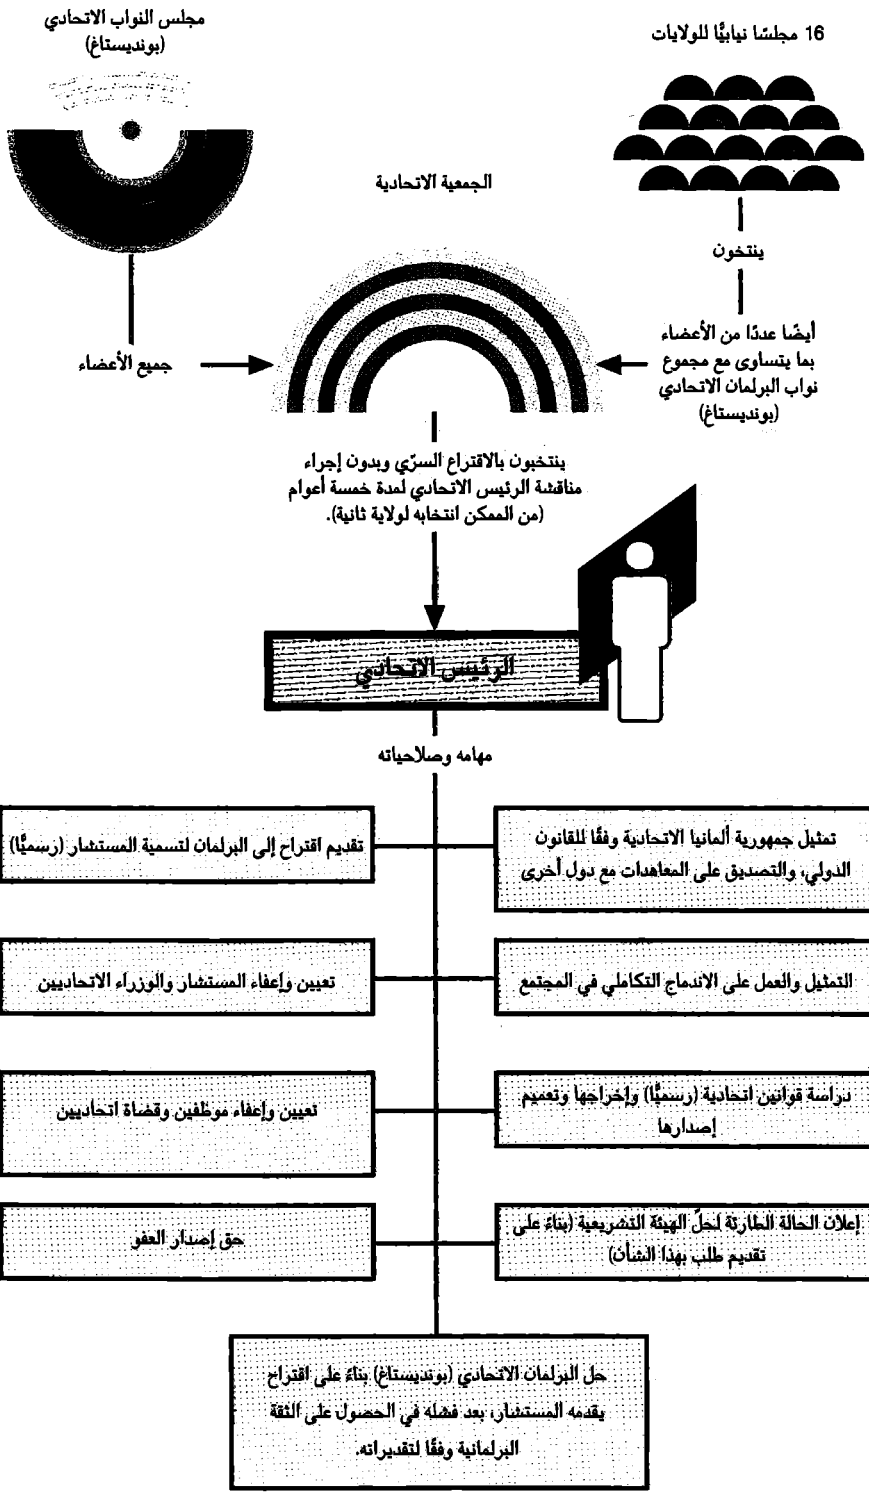 16 مجلسًا نيابيًّا للولايات
مجلس النواب الاتحادي
(بونديستاغ)
الجمعية الاتحادية
ينتخون
أيضًا عددًا من الأعضاء
بما يتساوى مع مجموع
نواب البرلمان الاتحادي
(بونديستاغ)
جميع الأعضاء
ينتخبون بالاقتراع السرّي وبدون إجراء
مناقشة الرئيس الاتحادي لمدة خمسة أعوام
(من الممكن انتخابه لولاية ثانية).
الرئيس الاتحادي
مهامه وصلاحياته
تمثيل جمهورية ألمانيا الاتحادية وفقًا للقانون
الدولي، والتصديق على المعاهدات مع دول أخرى
تقديم اقتراح إلى البرلمان لتسمية المستشار (رسميًّا)
التمثيل والعمل على الاندماج التكاملي في المجتمع
تعيين وإعفاء المستشار والوزراء الاتحاديين
دراسة قوانين اتحادية (رسميًّا) وإخراجها وتعميم
إصدارها
تعيين وإعفاء موظفين وقضاة اتحاديين
إعلان الحالة الطارئة لحلّ الهيئة التشريعية (بناءً على
تقديم طلب بهذا الشأن)
حق إصدار العفو
حل البرلمان الاتحادي (بونديستاغ) بناءً على اقتراح
يقدمه المستشار، بعد فشله في الحصول على الثقة
البرلمانية وفقًا لتقديراته.